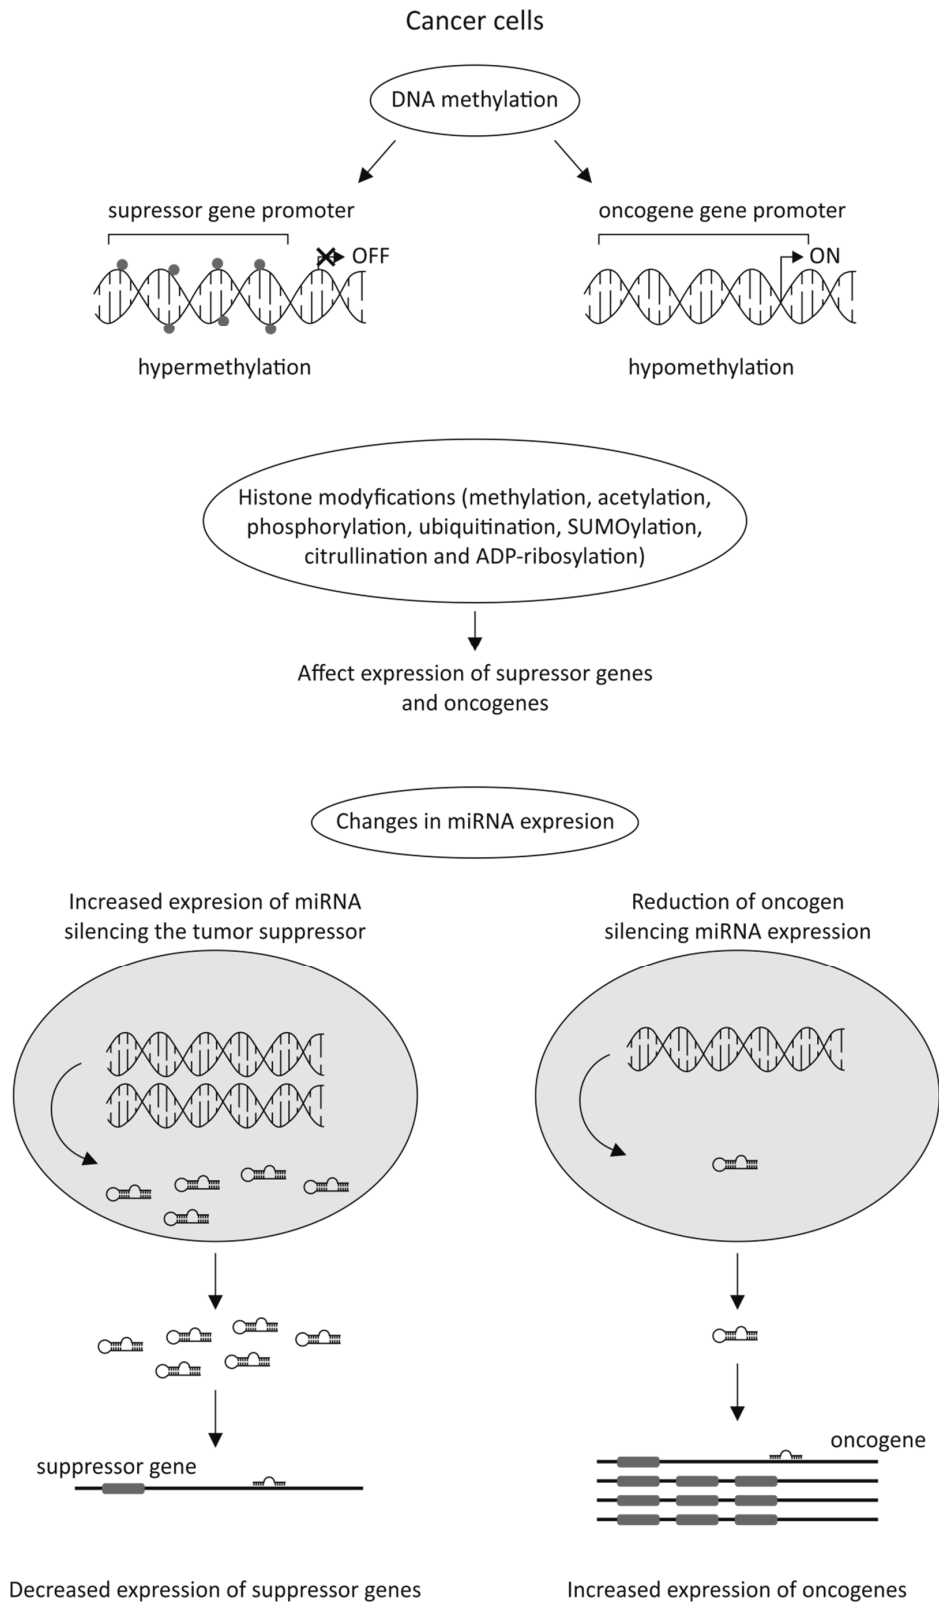 Cancer cells
DNA methylation
supressor gene promoter
OFF
hypermethylation
oncogene gene promoter
ON
hypomethylation
Histone modyfications (methylation, acetylation,
phosphorylation, ubiquitination, SUMOylation,
citrullination and ADP-ribosylation)
Affect expression of supressor genes
and oncogenes
Changes in miRNA expresion
Increased expresion of miRNA
silencing the tumor suppressor
Reduction of oncogen
silencing miRNA expression
suppressor gene
oncogene
Decreased expression of suppressor genes
Increased expression of oncogenes